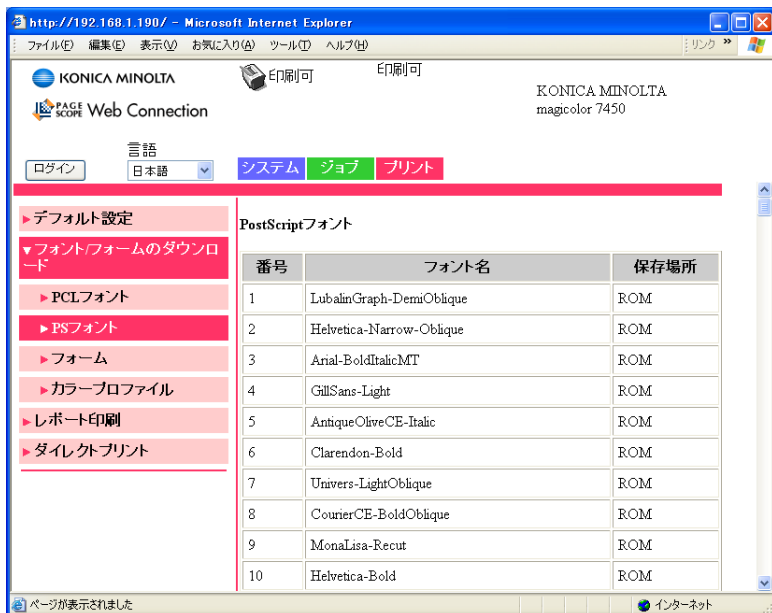 http://192.168.1.190/ - Microsoft Internet Explorer
ファイル(F) 編集(E) 表示(V) お気に入り(A) ツール(T) ヘルプ(H) リンク »
KONICA MINOLTA
印刷可
印刷可
KONICA MINOLTA
magicolor 7450
PAGE SCOPE Web Connection
言語
ログイン
日本語
システム ジョブ プリント
デフォルト設定
フォント/フォームのダウンロ
ード
PCLフォント
PSフォント
フォーム
カラープロファイル
レポート印刷
ダイレクトプリント
PostScriptフォント
番号 フォント名 保存場所
1 LubalinGraph-DemiOblique ROM
2 Helvetica-Narrow-Oblique ROM
3 Arial-BoldItalicMT ROM
4 GillSans-Light ROM
5 AntiqueOliveCE-Italic ROM
6 Clarendon-Bold ROM
7 Univers-LightOblique ROM
8 CourierCE-BoldOblique ROM
9 MonaLisa-Recut ROM
10 Helvetica-Bold ROM
ページが表示されました
インターネット